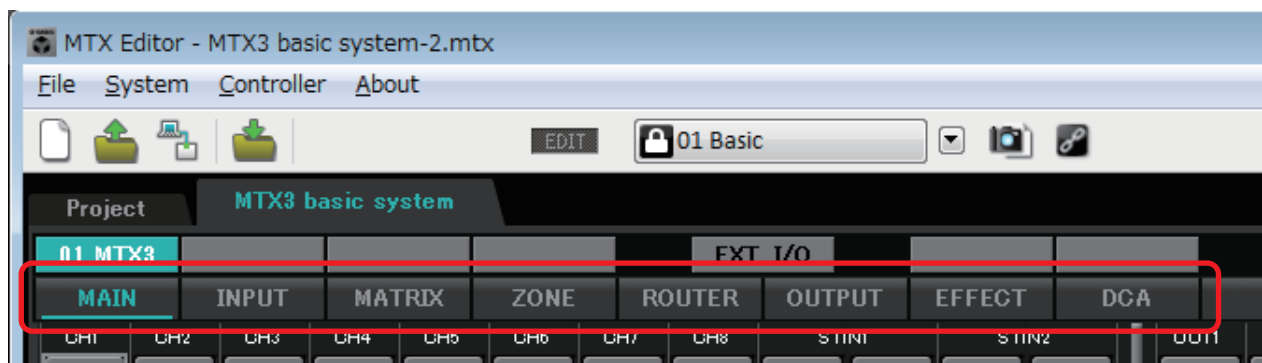 MTX Editor - MTX3 basic system-2.mtx
File System Controller About
EDIT 01 Basic
Project MTX3 basic system
01 MTX3 EXT I/O
MAIN INPUT MATRIX ZONE ROUTER OUTPUT EFFECT DCA
CH1 CH2 CH3 CH4 CH5 CH6 CH7 CH8 STIN1 STIN2 OUT1